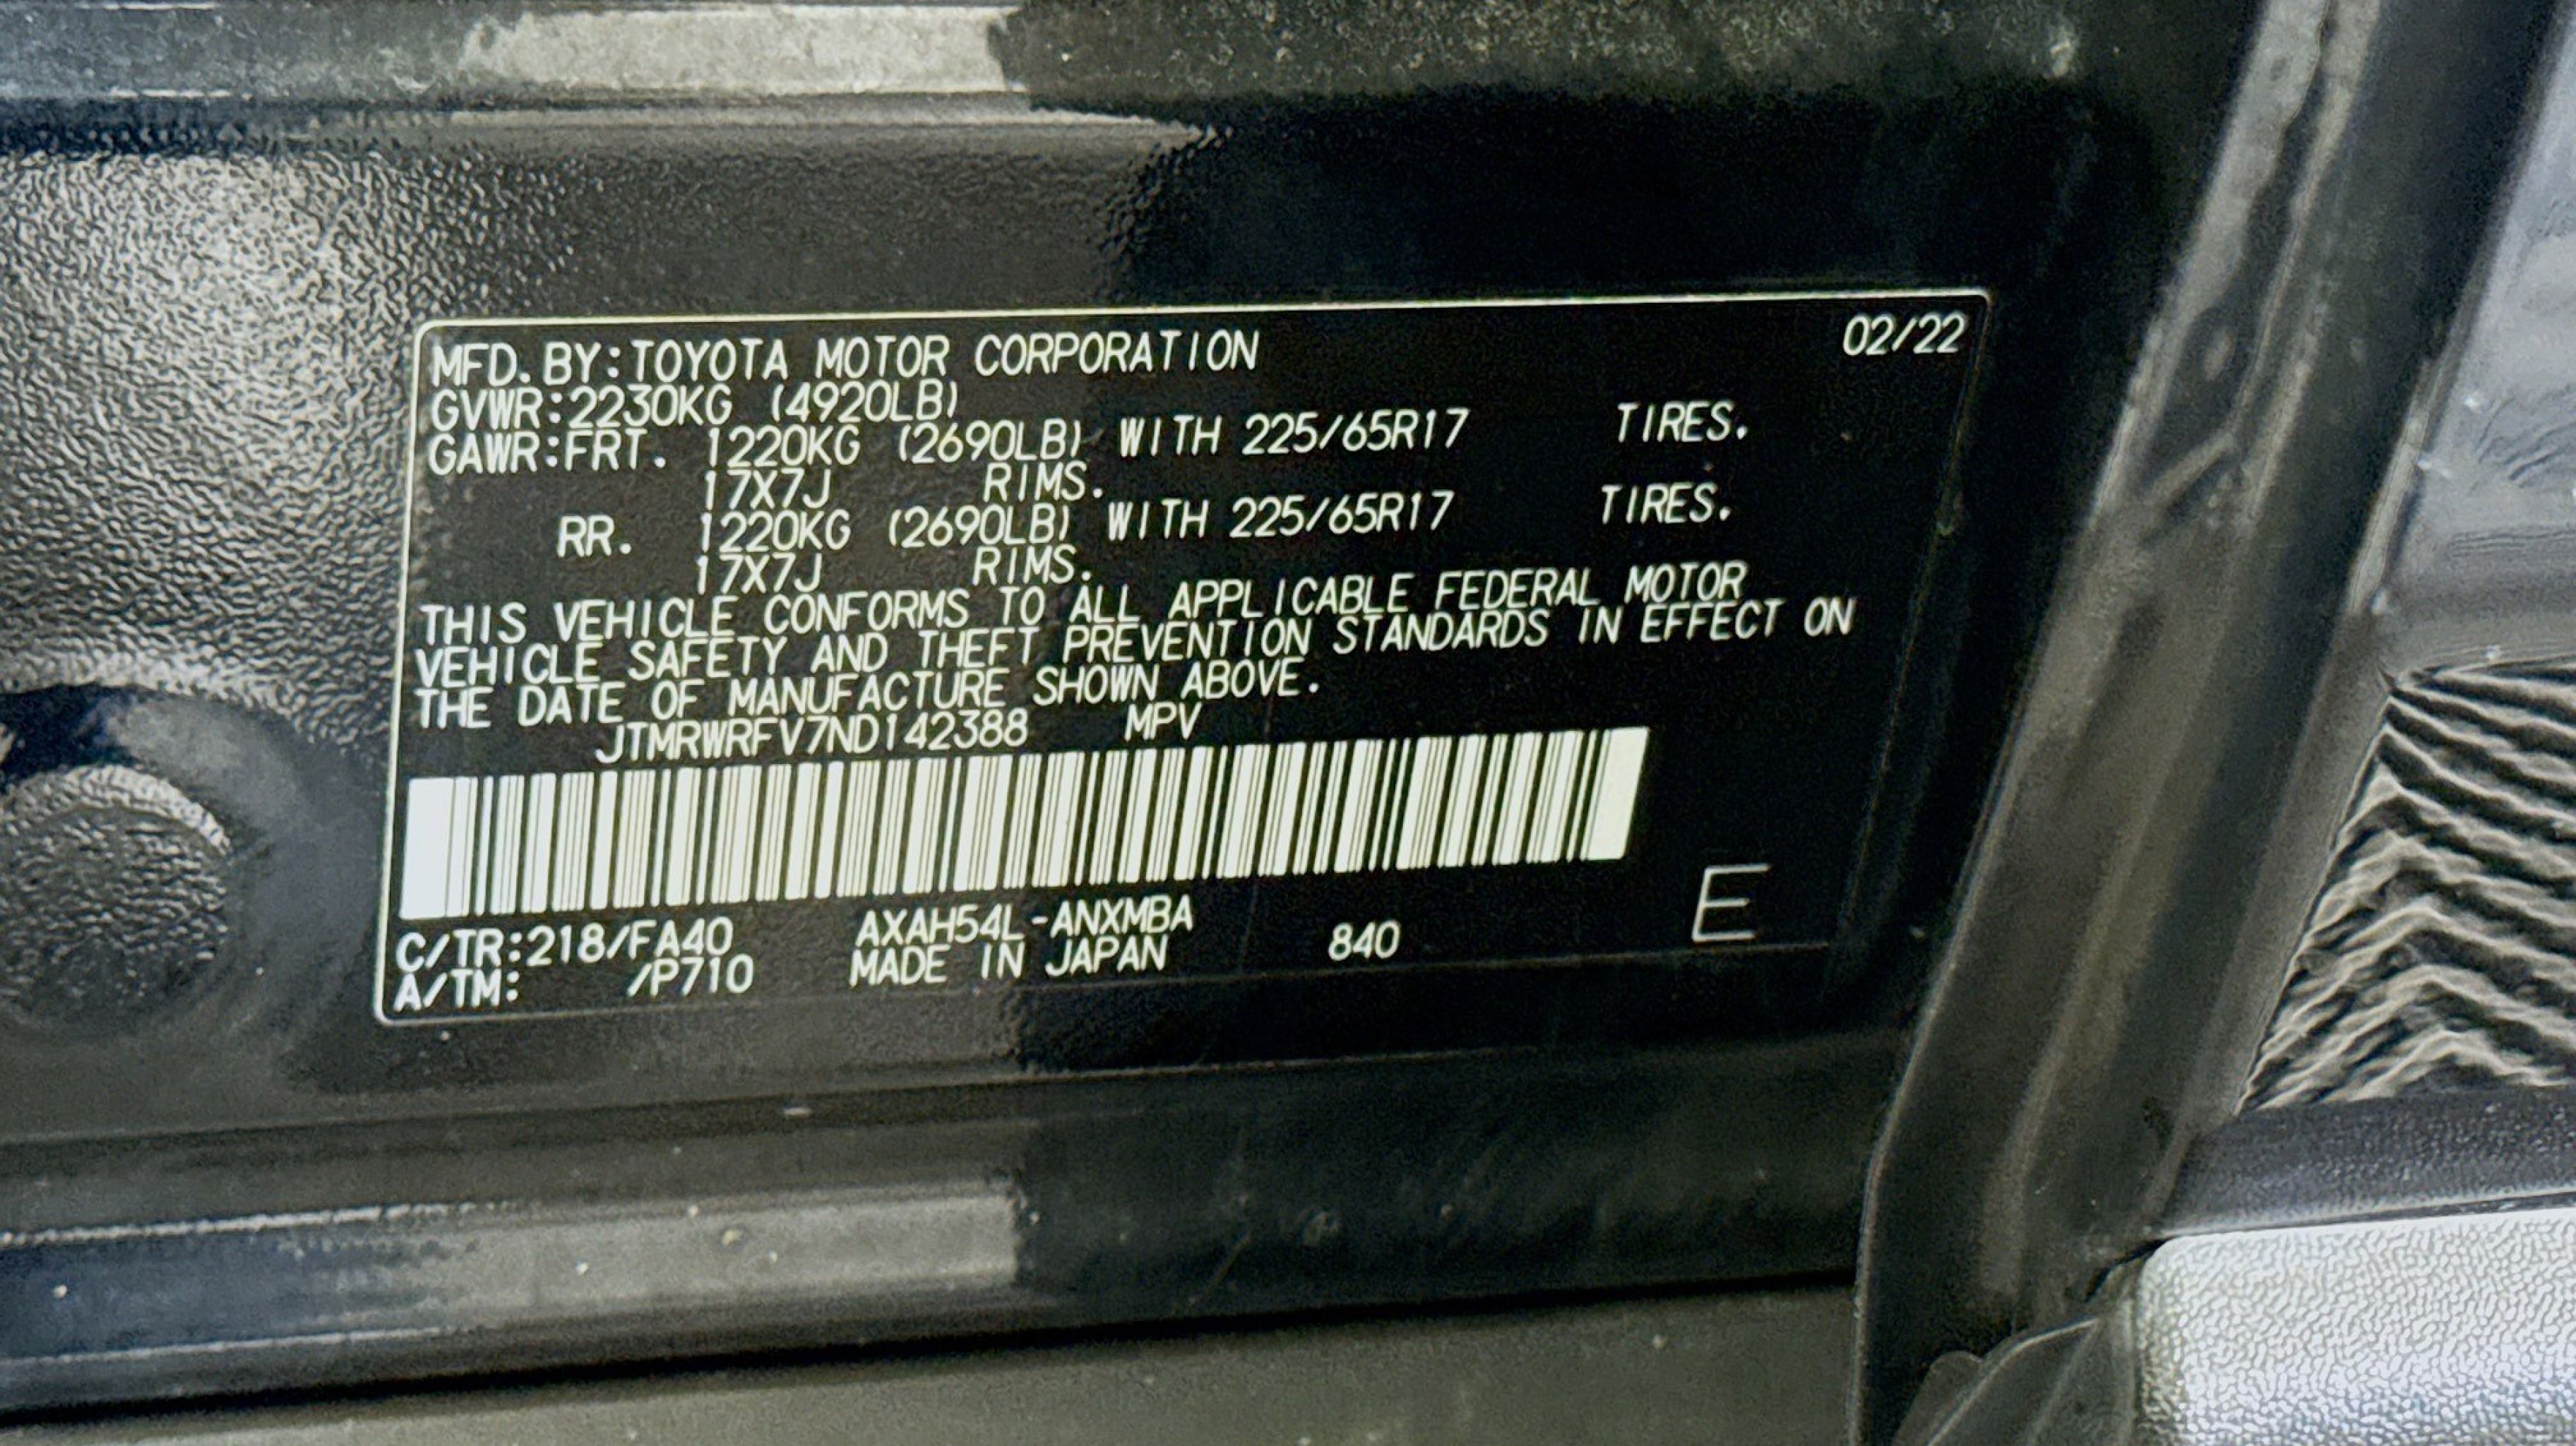 MFD. BY: TOYOTA MOTOR CORPORATION 02/22
GVWR: 2230KG (4920LB)
GAWR: FRT. 1220KG (2690LB) WITH 225/65R17 TIRES.
17X7J RIMS.
RR. 1220KG (2690LB) WITH 225/65R17 TIRES.
17X7J RIMS.
THIS VEHICLE CONFORMS TO ALL APPLICABLE FEDERAL MOTOR
VEHICLE SAFETY AND THEFT PREVENTION STANDARDS IN EFFECT ON
THE DATE OF MANUFACTURE SHOWN ABOVE.
JTMRWRFV7ND142388 MPV
E
C/TR: 218/FA40 AXAH54L-ANXMBA 840
A/TM: /P710 MADE IN JAPAN